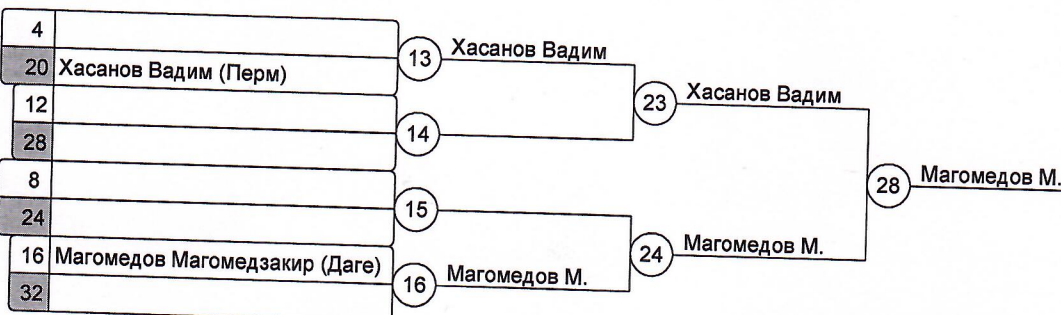 4
20 Хасанов Вадим (Перм)
12
28
8
24
16 Магомедов Магомедзакир (Даге)
32
13 Хасанов Вадим
14
15
16 Магомедов М.
23 Хасанов Вадим
24 Магомедов М.
28 Магомедов М.